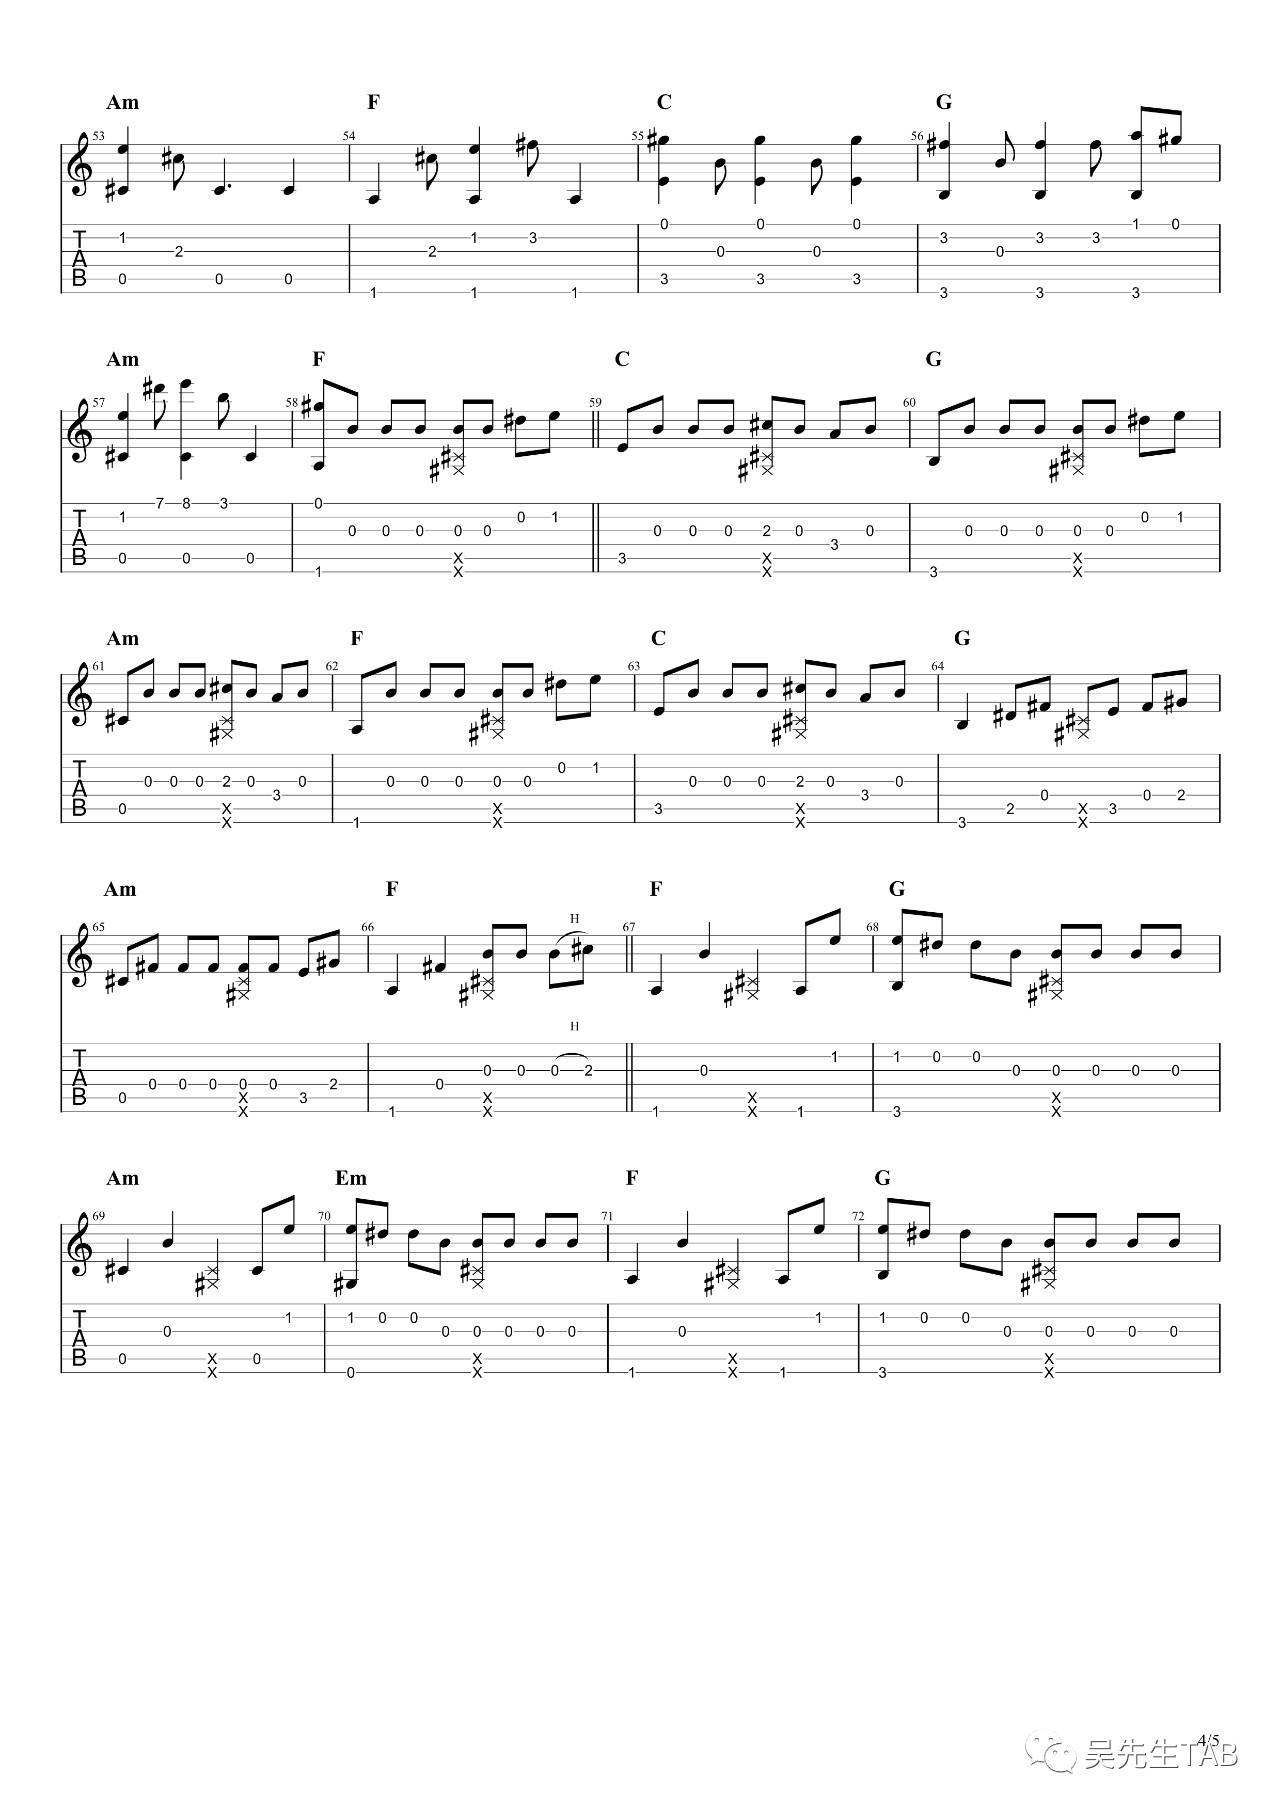 Am F C G
53 54 55 56
T 1 1 3 0 0 0 3 3 3 1 0
A 2 2 0 0 0
B 0 0 0 1 1 1 3 3 3 3 3 3
Am F C G
57 58 59 60
7 8 3 0
T 1 0 1 0 1
A 0 0 0 0 0 0 0 0 2 0 0 0 0 0 0 0
3
B 0 0 0 X 3 X X
1 X X 3 X
Am F C G
61 62 63 64
T 0 1
0 0 0 2 0 0 0 0 0 0 0 0 0 0 2 0 0
A 3 3 0 0 2
B 0 X X 3 X 2 X 3
X 1 X X 3 X
Am F F G
65 66 67 68
H
H
T 1 1 0 0
0 0 0 2 0 0 0 0 0 0
A 0 0 0 0 0 2 0
B 0 X 3 X X X
X 1 X 1 X 1 3 X
Am Em F G
69 70 71 72
T 1 1 0 0 1 1 0 0
0 0 0 0 0 0 0 0 0 0 0 0
A
B 0 X 0 X X X
X 0 X 1 X 1 3 X
4/5
吴先生TAB